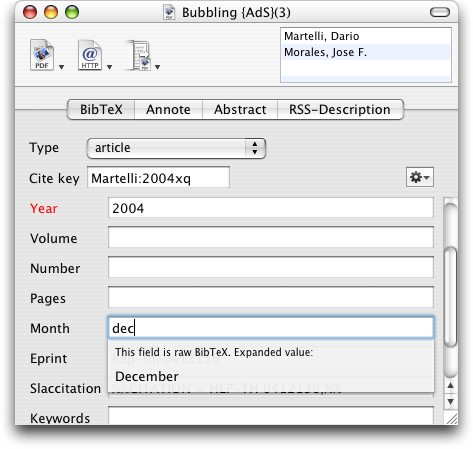 Bubbling {AdS}(3)
PDF
HTTP
Martelli, Dario
Morales, Jose F.
BibTeX Annote Abstract RSS-Description
Type article
Cite key Martelli:2004xq
Year 2004
Volume
Number
Pages
Month dec
This field is raw BibTeX. Expanded value:
Eprint
December
Slaccitation %%CITATION = HEP-TH 0412136;%%
Keywords